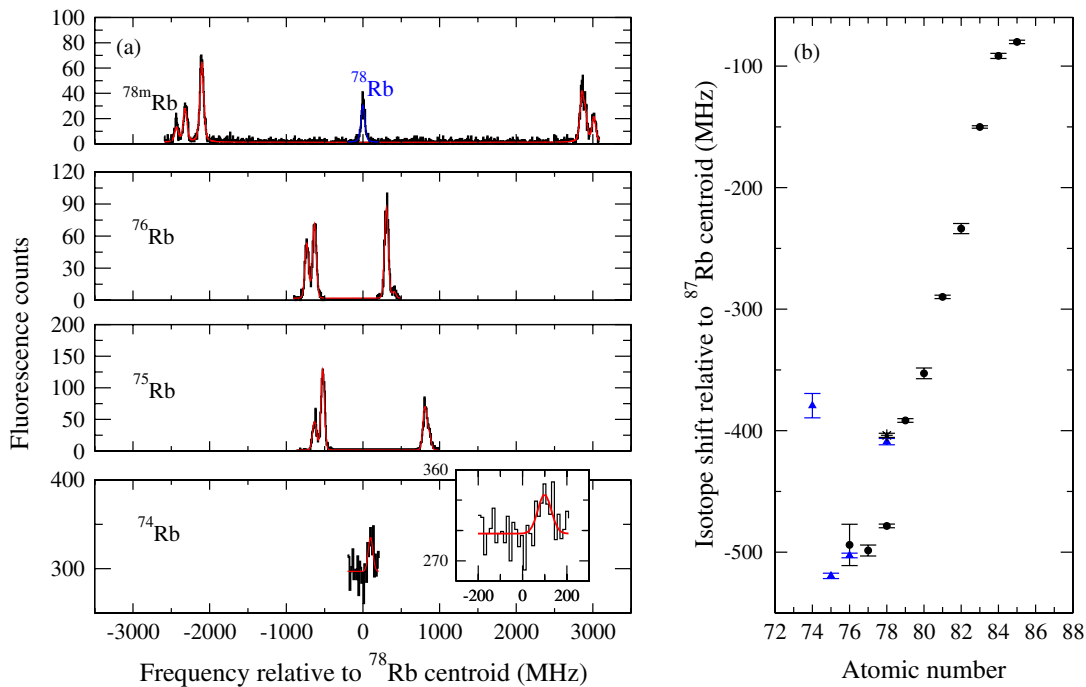 (a)
100
80
60
40
20
0
78mRb
78Rb
120
90
60
30
0
76Rb
200
150
100
50
0
75Rb
400
300
74Rb
360
270
-200 0 200
-3000 -2000 -1000 0 1000 2000 3000
Frequency relative to 78Rb centroid (MHz)
Fluorescence counts
(b)
-100
-200
-300
-400
-500
72 74 76 78 80 82 84 86 88
Atomic number
Isotope shift relative to 87Rb centroid (MHz)